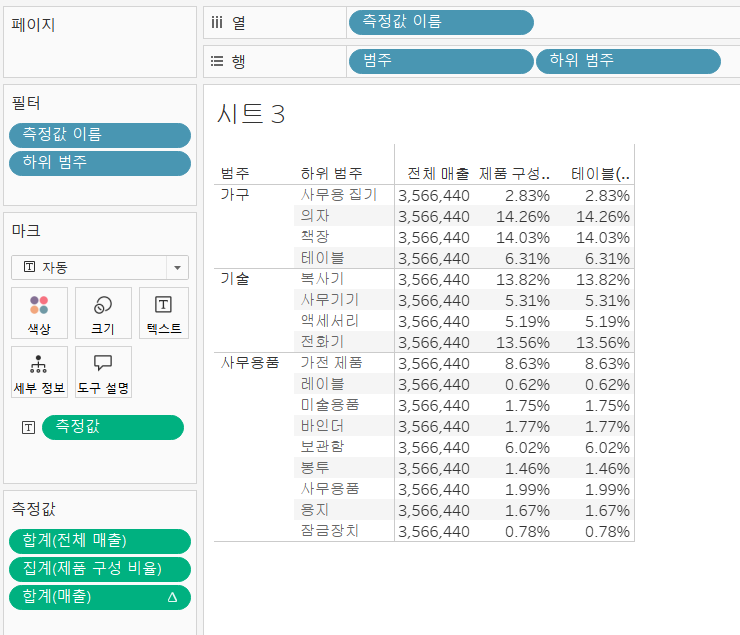 페이지
필터
측정값 이름
하위 범주
마크
자동
색상 크기 텍스트
세부 정보 도구 설명
측정값
측정값
합계(전체 매출)
집계(제품 구성 비율)
합계(매출) Δ
열 측정값 이름
행 범주 하위 범주
시트 3
범주 하위 범주 전체 매출 제품 구성.. 테이블(..
가구 사무용 집기 3,566,440 2.83% 2.83%
의자 3,566,440 14.26% 14.26%
책장 3,566,440 14.03% 14.03%
테이블 3,566,440 6.31% 6.31%
기술 복사기 3,566,440 13.82% 13.82%
사무기기 3,566,440 5.31% 5.31%
액세서리 3,566,440 5.19% 5.19%
전화기 3,566,440 13.56% 13.56%
사무용품 가전 제품 3,566,440 8.63% 8.63%
레이블 3,566,440 0.62% 0.62%
미술용품 3,566,440 1.75% 1.75%
바인더 3,566,440 1.77% 1.77%
보관함 3,566,440 6.02% 6.02%
봉투 3,566,440 1.46% 1.46%
사무용품 3,566,440 1.99% 1.99%
용지 3,566,440 1.67% 1.67%
잠금장치 3,566,440 0.78% 0.78%